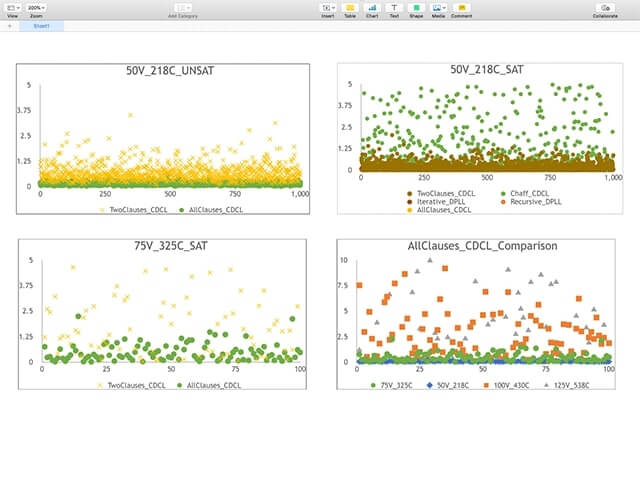 200%
View Zoom Add Category Insert Table Chart Text Shape Media Comment Collaborate
+ Sheet1
50V_218C_UNSAT
5
3.75
2.5
1.25
0
0 250 500 750 1,000
TwoClauses_CDCL AllClauses_CDCL
50V_218C_SAT
5
3.75
2.5
1.25
0
0 250 500 750 1,000
TwoClauses_CDCL Chaff_CDCL
Iterative_DPLL Recursive_DPLL
AllClauses_CDCL
75V_325C_SAT
5
3.75
2.5
1.25
0
0 25 50 75 100
TwoClauses_CDCL AllClauses_CDCL
AllClauses_CDCL_Comparison
10
7.5
5
2.5
0
0 25 50 75 100
75V_325C 50V_218C 100V_430C 125V_538C